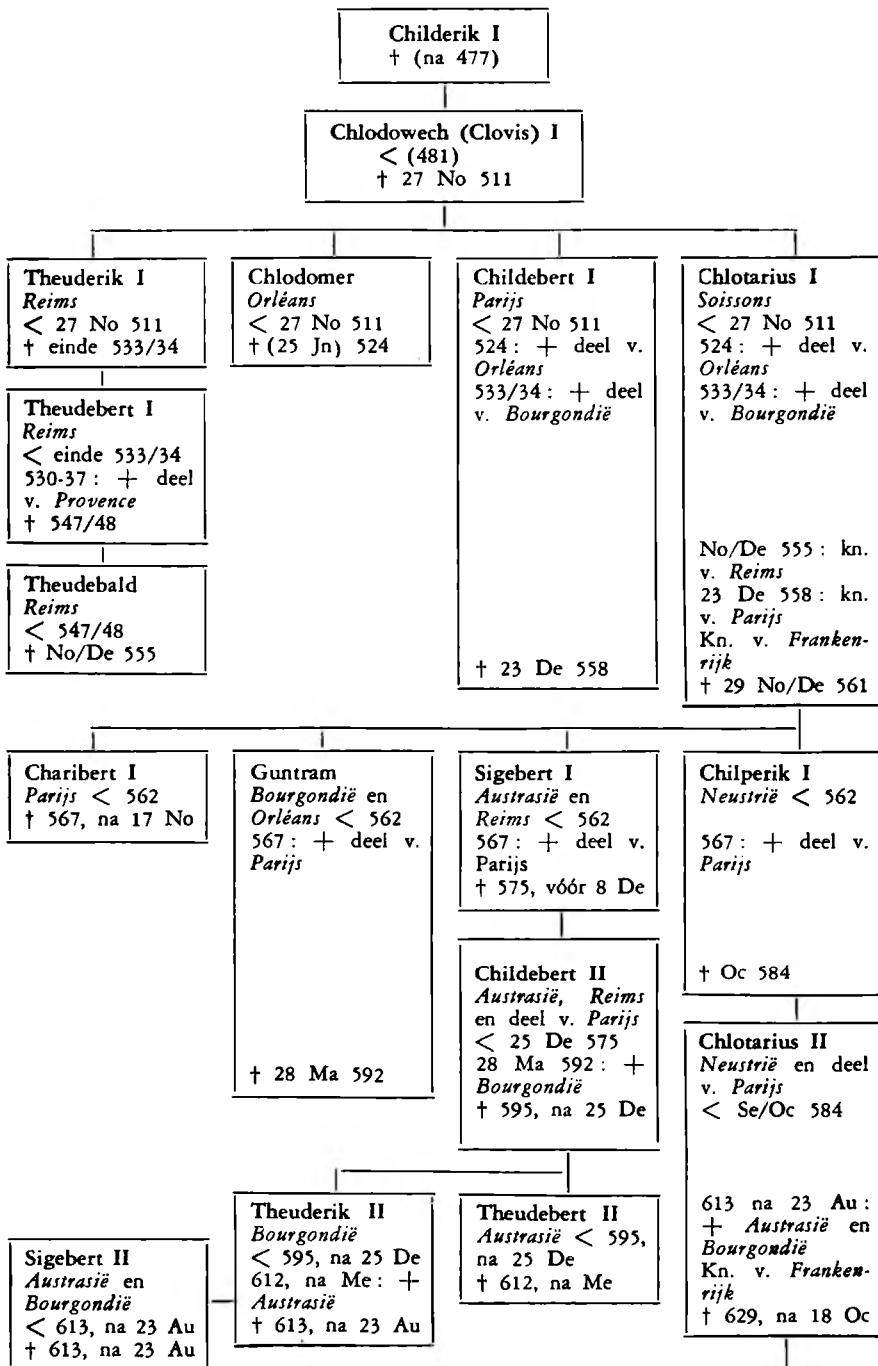 Childerik I
† (na 477)
Chlodowech (Clovis) I
< (481)
† 27 No 511
Theuderik I
Reims
< 27 No 511
† einde 533/34
Chlodomer
Orléans
< 27 No 511
† (25 Jn) 524
Childebert I
Parijs
< 27 No 511
524 : + deel v.
Orléans
533/34 : + deel
v. Bourgondië
† 23 De 558
Chlotarius I
Soissons
< 27 No 511
524 : + deel v.
Orléans
533/34 : + deel
v. Bourgondië
No/De 555 : kn.
v. Reims
23 De 558 : kn.
v. Parijs
Kn. v. Franken-
rijk
† 29 No/De 561
Theudebert I
Reims
< einde 533/34
530-37 : + deel
v. Provence
† 547/48
Theudebald
Reims
< 547/48
† No/De 555
Charibert I
Parijs < 562
† 567, na 17 No
Guntram
Bourgondië en
Orléans < 562
567 : + deel v.
Parijs
† 28 Ma 592
Sigebert I
Austrasië en
Reims < 562
567 : + deel v.
Parijs
† 575, vóór 8 De
Chilperik I
Neustrië < 562
567 : + deel v.
Parijs
† Oc 584
Childebert II
Austrasië, Reims
en deel v. Parijs
< 25 De 575
28 Ma 592 : +
Bourgondië
† 595, na 25 De
Chlotarius II
Neustrië en deel
v. Parijs
< Se/Oc 584
613 na 23 Au :
+ Austrasië en
Bourgondië
Kn. v. Franken-
rijk
† 629, na 18 Oc
Sigebert II
Austrasië en
Bourgondië
< 613, na 23 Au
† 613, na 23 Au
Theuderik II
Bourgondië
< 595, na 25 De
612, na Me : +
Austrasië
† 613, na 23 Au
Theudebert II
Austrasië < 595,
na 25 De
† 612, na Me